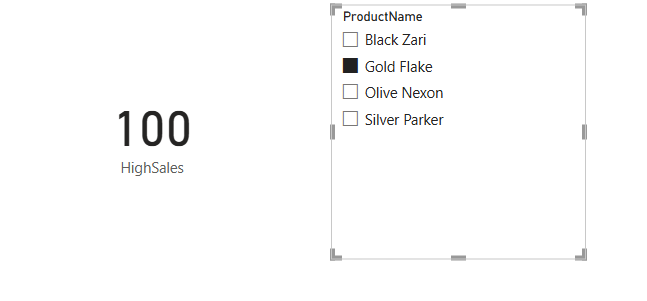 100
HighSales
ProductName
Black Zari
Gold Flake
Olive Nexon
Silver Parker